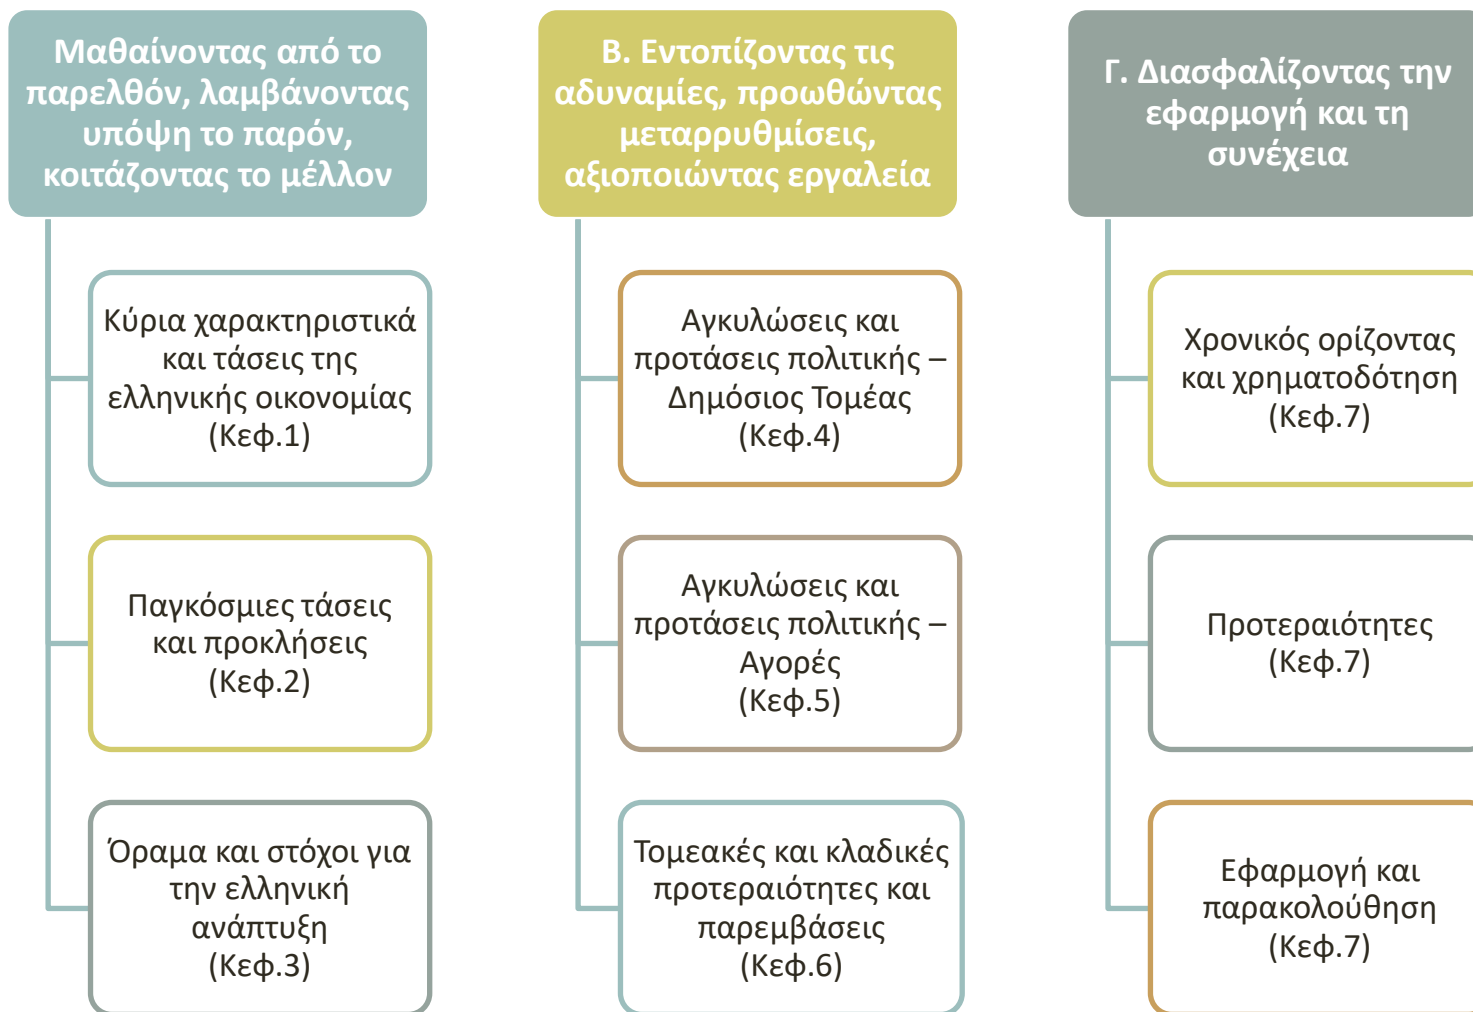 Μαθαίνοντας από το
παρελθόν, λαμβάνοντας
υπόψη το παρόν,
κοιτάζοντας το μέλλον
Κύρια χαρακτηριστικά
και τάσεις της
ελληνικής οικονομίας
(Κεφ.1)
Παγκόσμιες τάσεις
και προκλήσεις
(Κεφ.2)
Όραμα και στόχοι για
την ελληνική
ανάπτυξη
(Κεφ.3)
Β. Εντοπίζοντας τις
αδυναμίες, προωθώντας
μεταρρυθμίσεις,
αξιοποιώντας εργαλεία
Αγκυλώσεις και
προτάσεις πολιτικής –
Δημόσιος Τομέας
(Κεφ.4)
Αγκυλώσεις και
προτάσεις πολιτικής –
Αγορές
(Κεφ.5)
Τομεακές και κλαδικές
προτεραιότητες και
παρεμβάσεις
(Κεφ.6)
Γ. Διασφαλίζοντας την
εφαρμογή και τη
συνέχεια
Χρονικός ορίζοντας
και χρηματοδότηση
(Κεφ.7)
Προτεραιότητες
(Κεφ.7)
Εφαρμογή και
παρακολούθηση
(Κεφ.7)